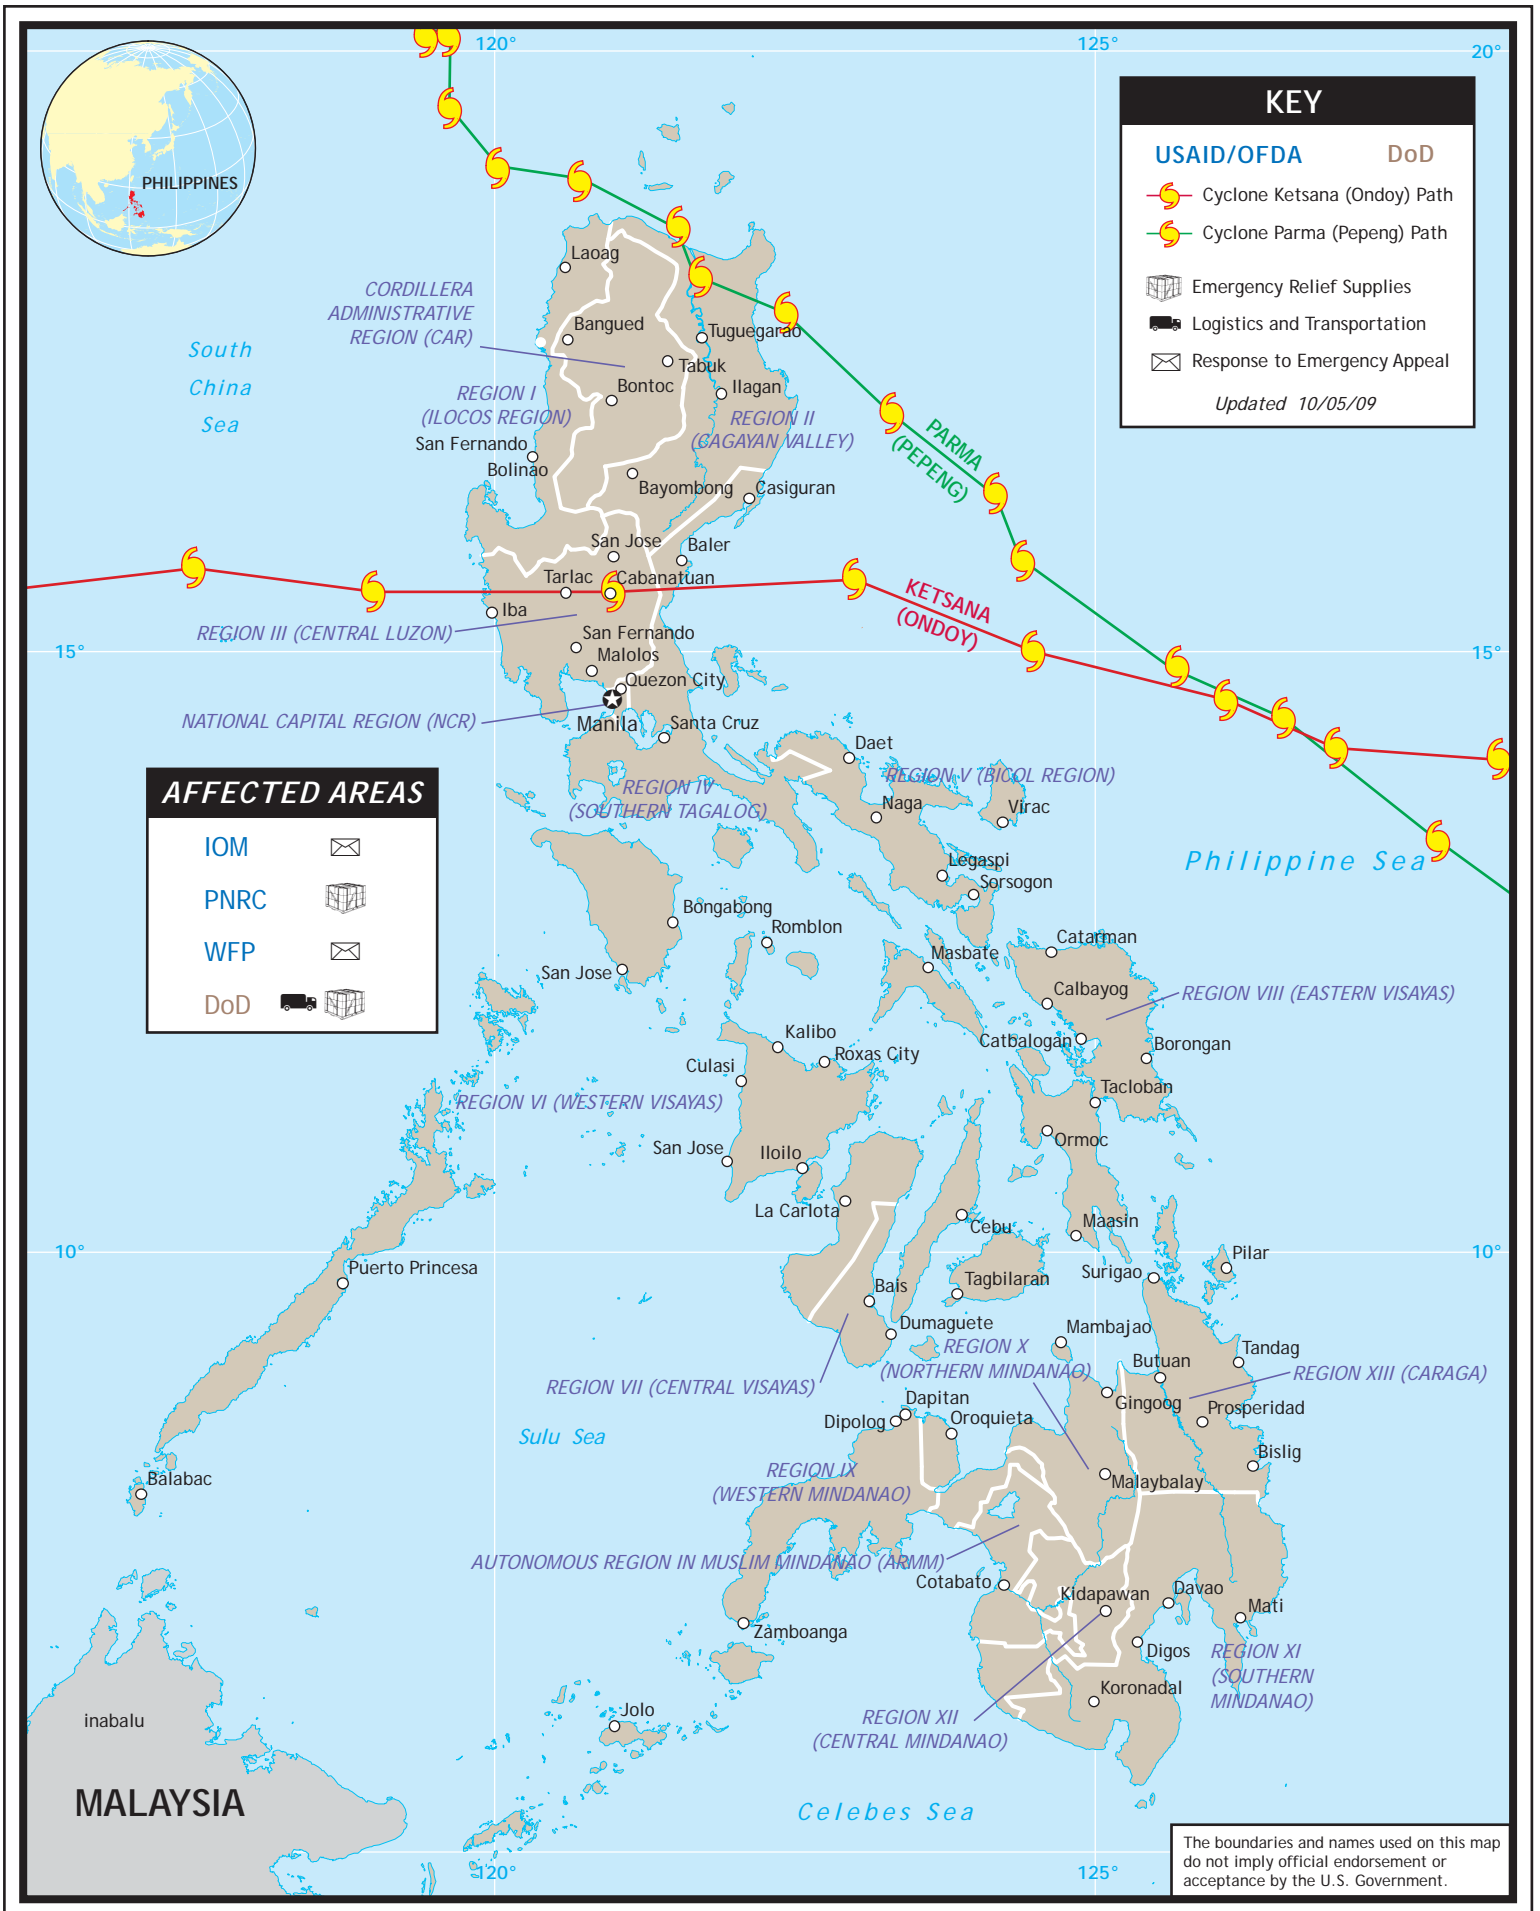 120°
125°
20°
PHILIPPINES
KEY
USAID/OFDA DoD
Cyclone Ketsana (Ondoy) Path
Cyclone Parma (Pepeng) Path
Emergency Relief Supplies
Logistics and Transportation
Response to Emergency Appeal
Updated 10/05/09
Laoag
CORDILLERA
ADMINISTRATIVE
REGION (CAR)
Bangued
Tuguegarao
South
China
Sea
Tabuk
Bontoc
Ilagan
REGION I
(ILOCOS REGION)
REGION II
(CAGAYAN VALLEY)
PARMA
(PEPENG)
San Fernando
Bolinao
Bayombong
Casiguran
San Jose
Baler
Tarlac
Cabanatuan
KETSANA
(ONDOY)
Iba
REGION III (CENTRAL LUZON)
San Fernando
Malolos
15°
15°
Quezon City
NATIONAL CAPITAL REGION (NCR)
Manila
Santa Cruz
Daet
REGION V (BICOL REGION)
REGION IV
(SOUTHERN TAGALOG)
Naga
Virac
AFFECTED AREAS
IOM
PNRC
WFP
DoD
Legaspi
Sorsogon
Philippine Sea
Bongabong
Romblon
Masbate
Catarman
San Jose
Calbayog
REGION VIII (EASTERN VISAYAS)
Kalibo
Roxas City
Catbalogan
Borongan
Culasi
Tacloban
REGION VI (WESTERN VISAYAS)
Ormoc
San Jose
Iloilo
La Carlota
Cebu
Maasin
10°
10°
Pilar
Puerto Princesa
Surigao
Bais
Tagbilaran
Dumaguete
Mambajao
REGION X
(NORTHERN MINDANAO)
Butuan
Tandag
REGION XIII (CARAGA)
REGION VII (CENTRAL VISAYAS)
Gingoog
Prosperidad
Dapitan
Dipolog
Oroquieta
Sulu Sea
Bislig
Balabac
REGION IX
(WESTERN MINDANAO)
Malaybalay
AUTONOMOUS REGION IN MUSLIM MINDANAO (ARMM)
Cotabato
Kidapawan
Davao
Mati
Zamboanga
Digos
REGION XI
(SOUTHERN
MINDANAO)
Koronadal
Jolo
inabalu
REGION XII
(CENTRAL MINDANAO)
MALAYSIA
Celebes Sea
The boundaries and names used on this map
do not imply official endorsement or
acceptance by the U.S. Government.
120°
125°